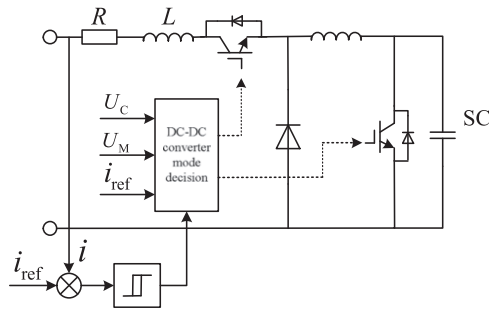 R
L
U_C
U_M
i_ref
DC-DC
converter
mode
decision
SC
i
i_ref